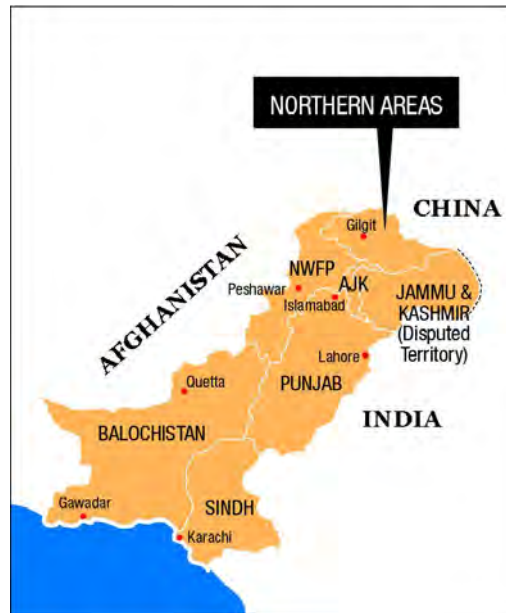 NORTHERN AREAS
CHINA
Gilgit
NWFP
AJK
Peshawar
Islamabad
JAMMU &
KASHMIR
(Disputed
Territory)
AFGHANISTAN
Lahore
PUNJAB
Quetta
INDIA
BALOCHISTAN
SINDH
Gawadar
Karachi